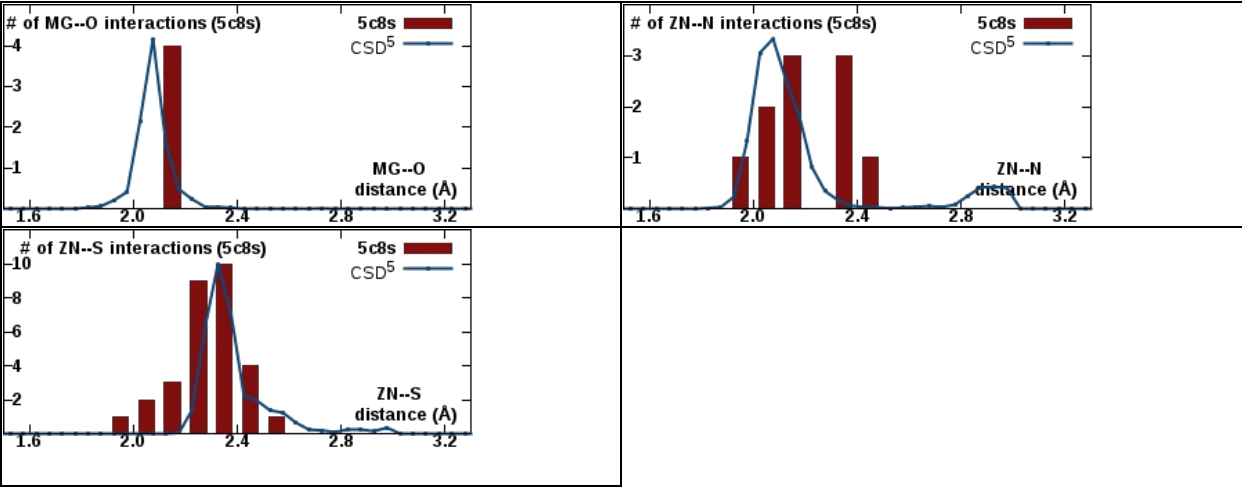 # of MG--O interactions (5c8s)
5c8s
CSD5
4
3
2
1
MG--O
distance (Å)
1.6 2.0 2.4 2.8 3.2
# of ZN--N interactions (5c8s)
5c8s
CSD5
3
2
1
ZN--N
distance (Å)
1.6 2.0 2.4 2.8 3.2
# of ZN--S interactions (5c8s)
5c8s
CSD5
10
8
6
4
2
ZN--S
distance (Å)
1.6 2.0 2.4 2.8 3.2